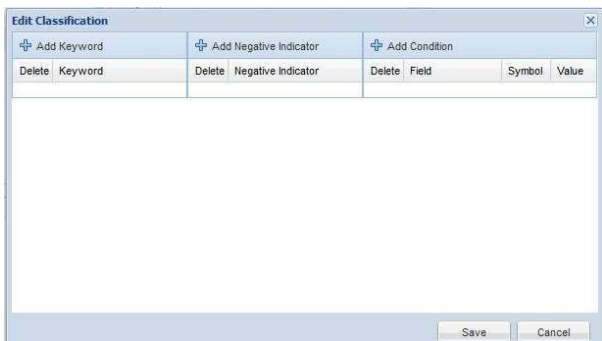 Edit Classification
Add Keyword Add Negative Indicator Add Condition
Delete Keyword Delete Negative Indicator Delete Field Symbol Value
Save Cancel